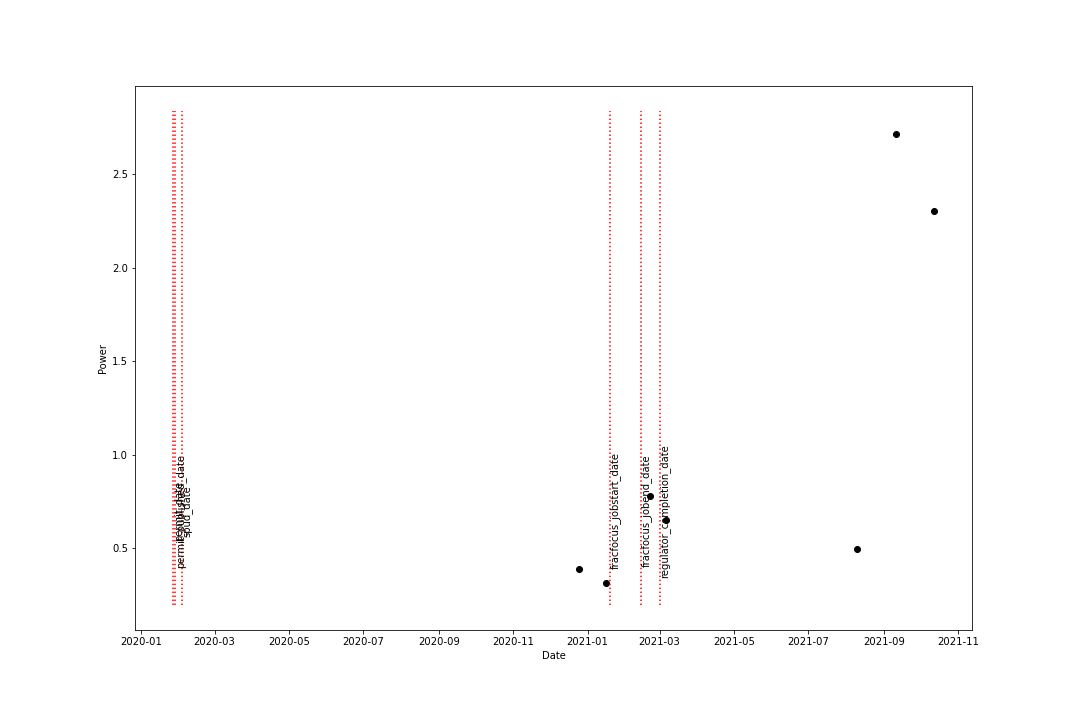 2.5
2.0
1.5
1.0
0.5
Power
spud_date
fracfocus_jobstart_date
fracfocus_jobend_date
regulator_completion_date
2020-01 2020-03 2020-05 2020-07 2020-09 2020-11 2021-01 2021-03 2021-05 2021-07 2021-09 2021-11
Date